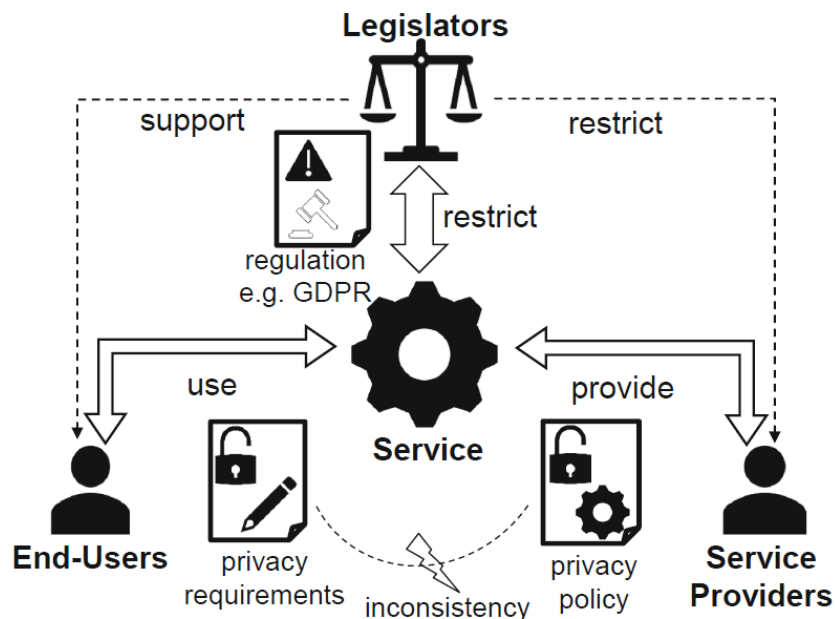 Legislators
support
restrict
restrict
regulation
e.g. GDPR
use
provide
Service
End-Users
privacy
requirements
inconsistency
privacy
policy
Service
Providers